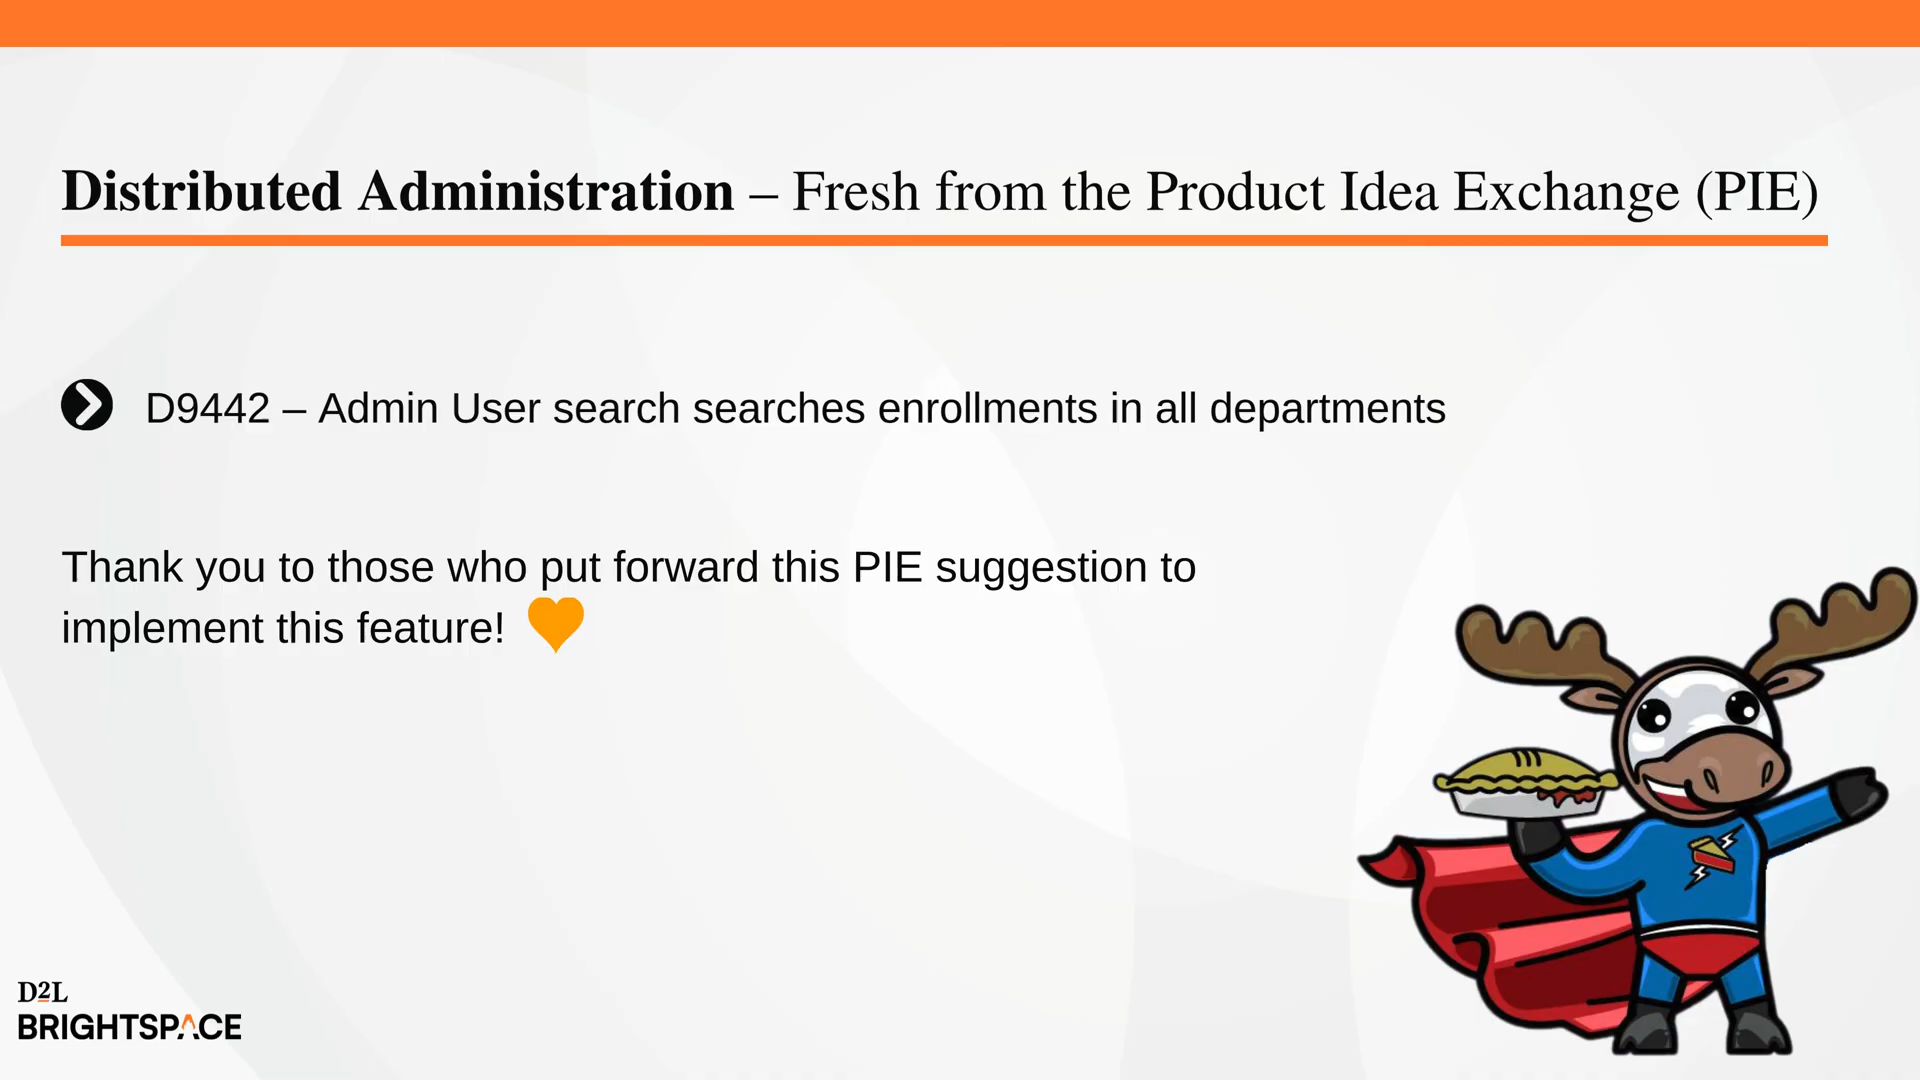 Distributed Administration – Fresh from the Product Idea Exchange (PIE)
D9442 – Admin User search searches enrollments in all departments
Thank you to those who put forward this PIE suggestion to
implement this feature! 🧡
D2L
BRIGHTSPACE